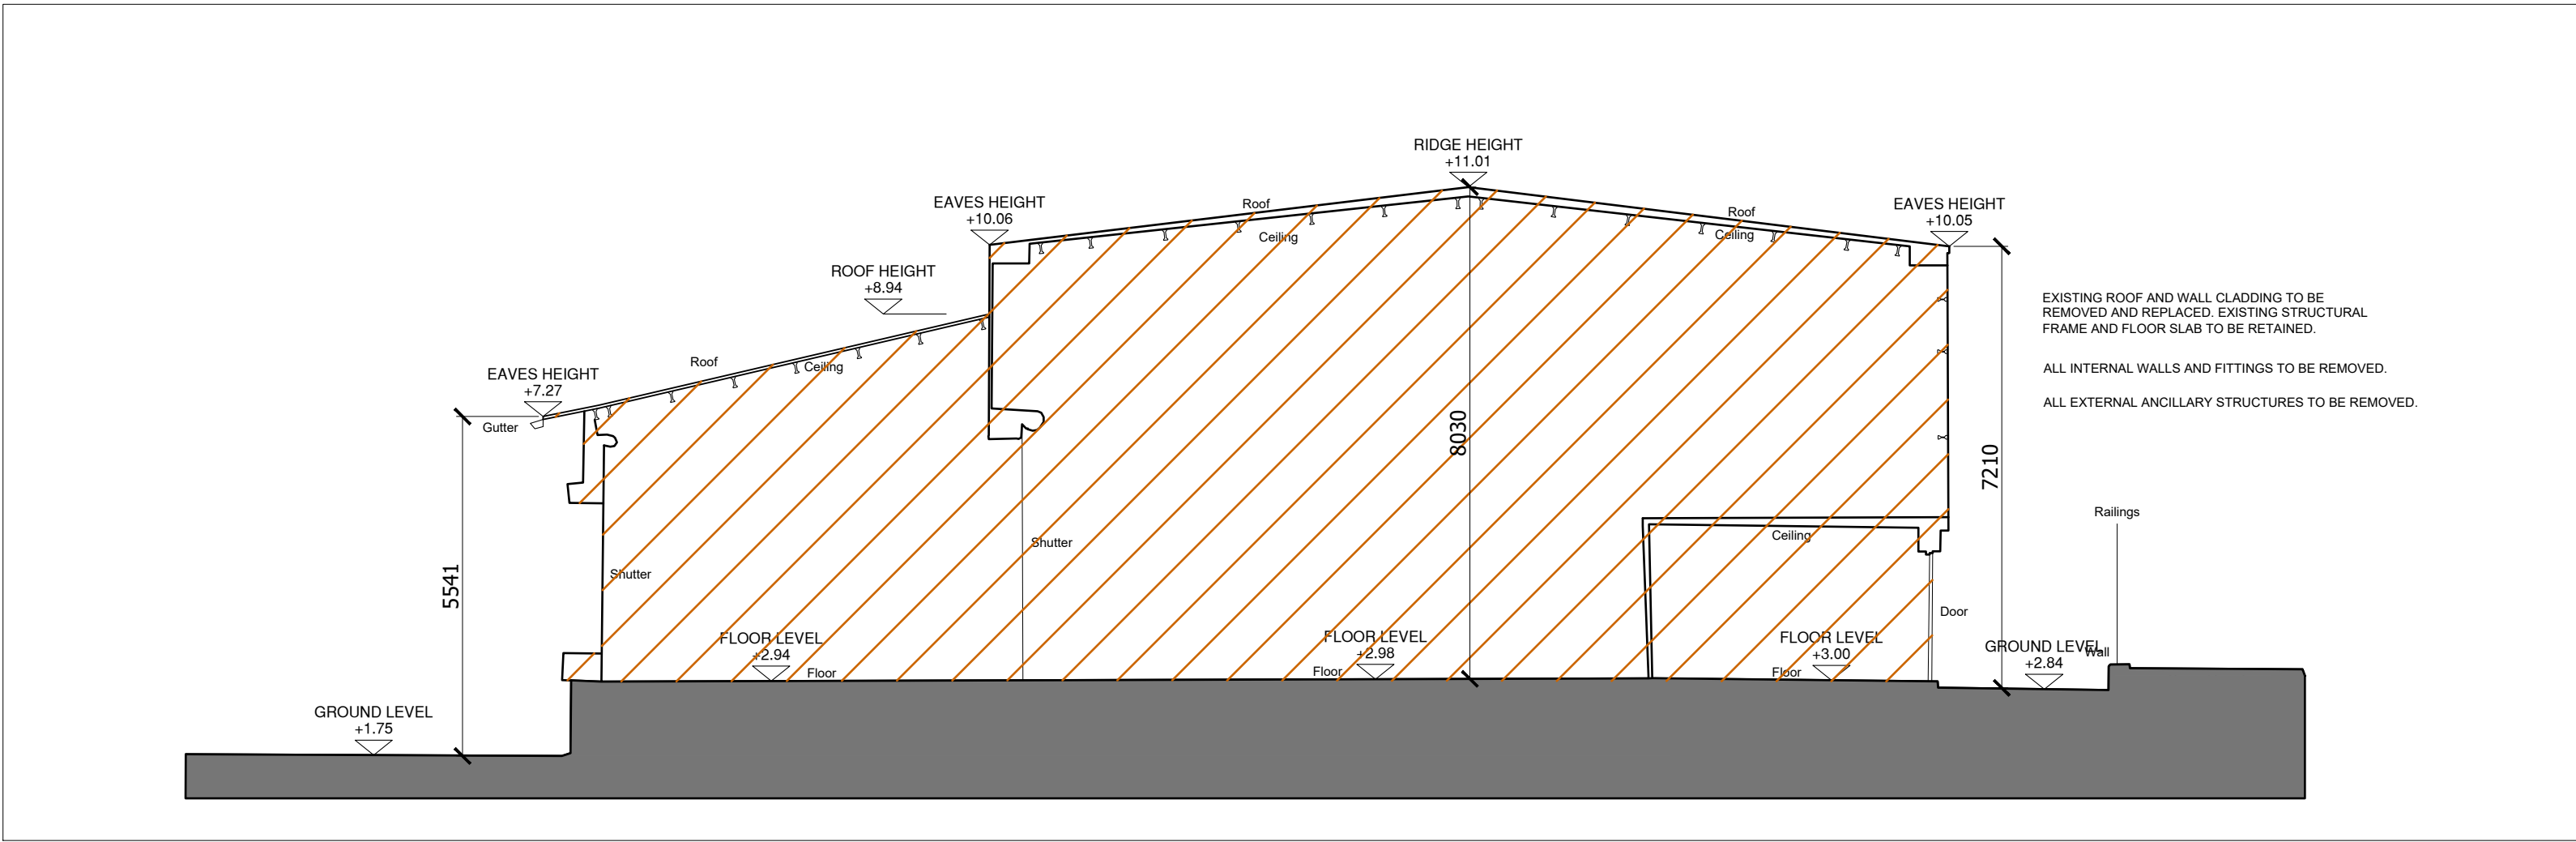 RIDGE HEIGHT
+11.01
EAVES HEIGHT
+10.06
Roof
Ceiling
Roof
Ceiling
EAVES HEIGHT
+10.05
ROOF HEIGHT
+8.94
Roof
Ceiling
EAVES HEIGHT
+7.27
Gutter
EXISTING ROOF AND WALL CLADDING TO BE
REMOVED AND REPLACED. EXISTING STRUCTURAL
FRAME AND FLOOR SLAB TO BE RETAINED.
ALL INTERNAL WALLS AND FITTINGS TO BE REMOVED.
ALL EXTERNAL ANCILLARY STRUCTURES TO BE REMOVED.
5541
8030
7210
Shutter
Shutter
Ceiling
Railings
Door
FLOOR LEVEL
+2.94
Floor
FLOOR LEVEL
+2.98
Floor
FLOOR LEVEL
+3.00
Floor
GROUND LEVEL
+2.84
Wall
GROUND LEVEL
+1.75